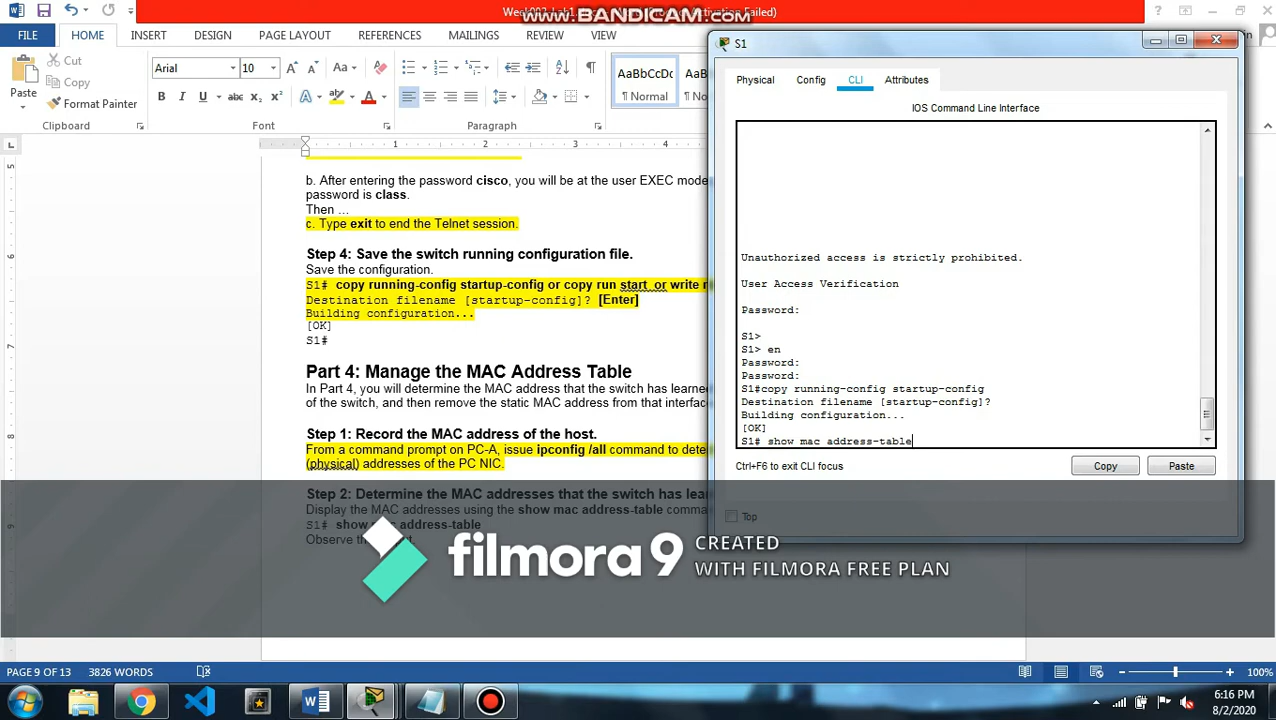 www.BANDICAM.com
Activation Failed)
FILE
HOME
INSERT
DESIGN
PAGE LAYOUT
REFERENCES
MAILINGS
REVIEW
VIEW
Cut
Copy
Format Painter
Paste
Clipboard
Arial
10
Font
Paragraph
AaBbCcDc
¶ Normal
b. After entering the password cisco, you will be at the user EXEC mode
password is class.
Then …
c. Type exit to end the Telnet session.
Step 4: Save the switch running configuration file.
Save the configuration.
S1# copy running-config startup-config or copy run start or write
Destination filename [startup-config]? [Enter]
Building configuration...
[OK]
S1#
Part 4: Manage the MAC Address Table
In Part 4, you will determine the MAC address that the switch has learned
of the switch, and then remove the static MAC address from that interface
Step 1: Record the MAC address of the host.
From a command prompt on PC-A, issue ipconfig /all command to dete
(physical) addresses of the PC NIC.
Step 2: Determine the MAC addresses that the switch has lear
Display the MAC addresses using the show mac address-table comma
S1# show mac address-table
Observe
S1
Physical
Config
CLI
Attributes
IOS Command Line Interface
Unauthorized access is strictly prohibited.
User Access Verification
Password:
S1>
S1> en
Password:
Password:
S1#copy running-config startup-config
Destination filename [startup-config]?
Building configuration...
[OK]
S1# show mac address-table
Ctrl+F6 to exit CLI focus
Copy
Paste
Top
filmora 9
CREATED
WITH FILMORA FREE PLAN
PAGE 9 OF 13
3826 WORDS
100%
6:16 PM
8/2/2020